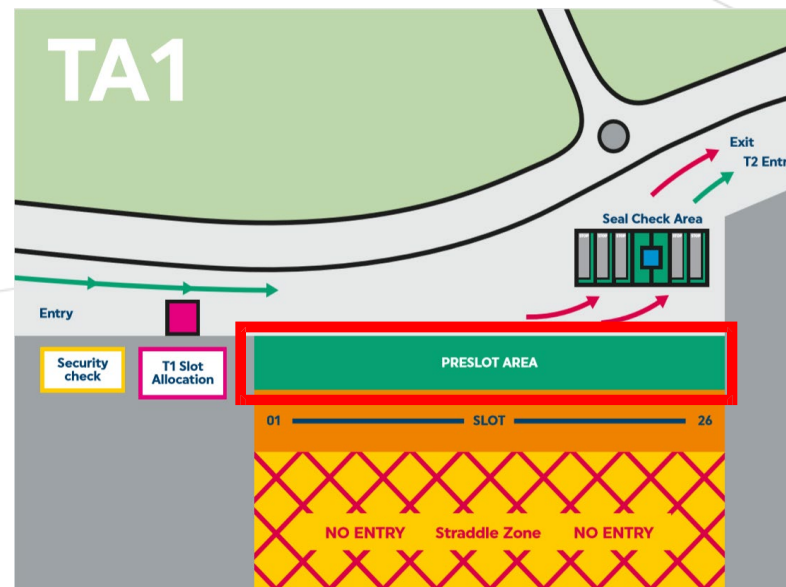 TA1
Exit
T2 Entr
Seal Check Area
Entry
Security
check
T1 Slot
Allocation
PRESLOT AREA
01 SLOT 26
NO ENTRY Straddle Zone NO ENTRY